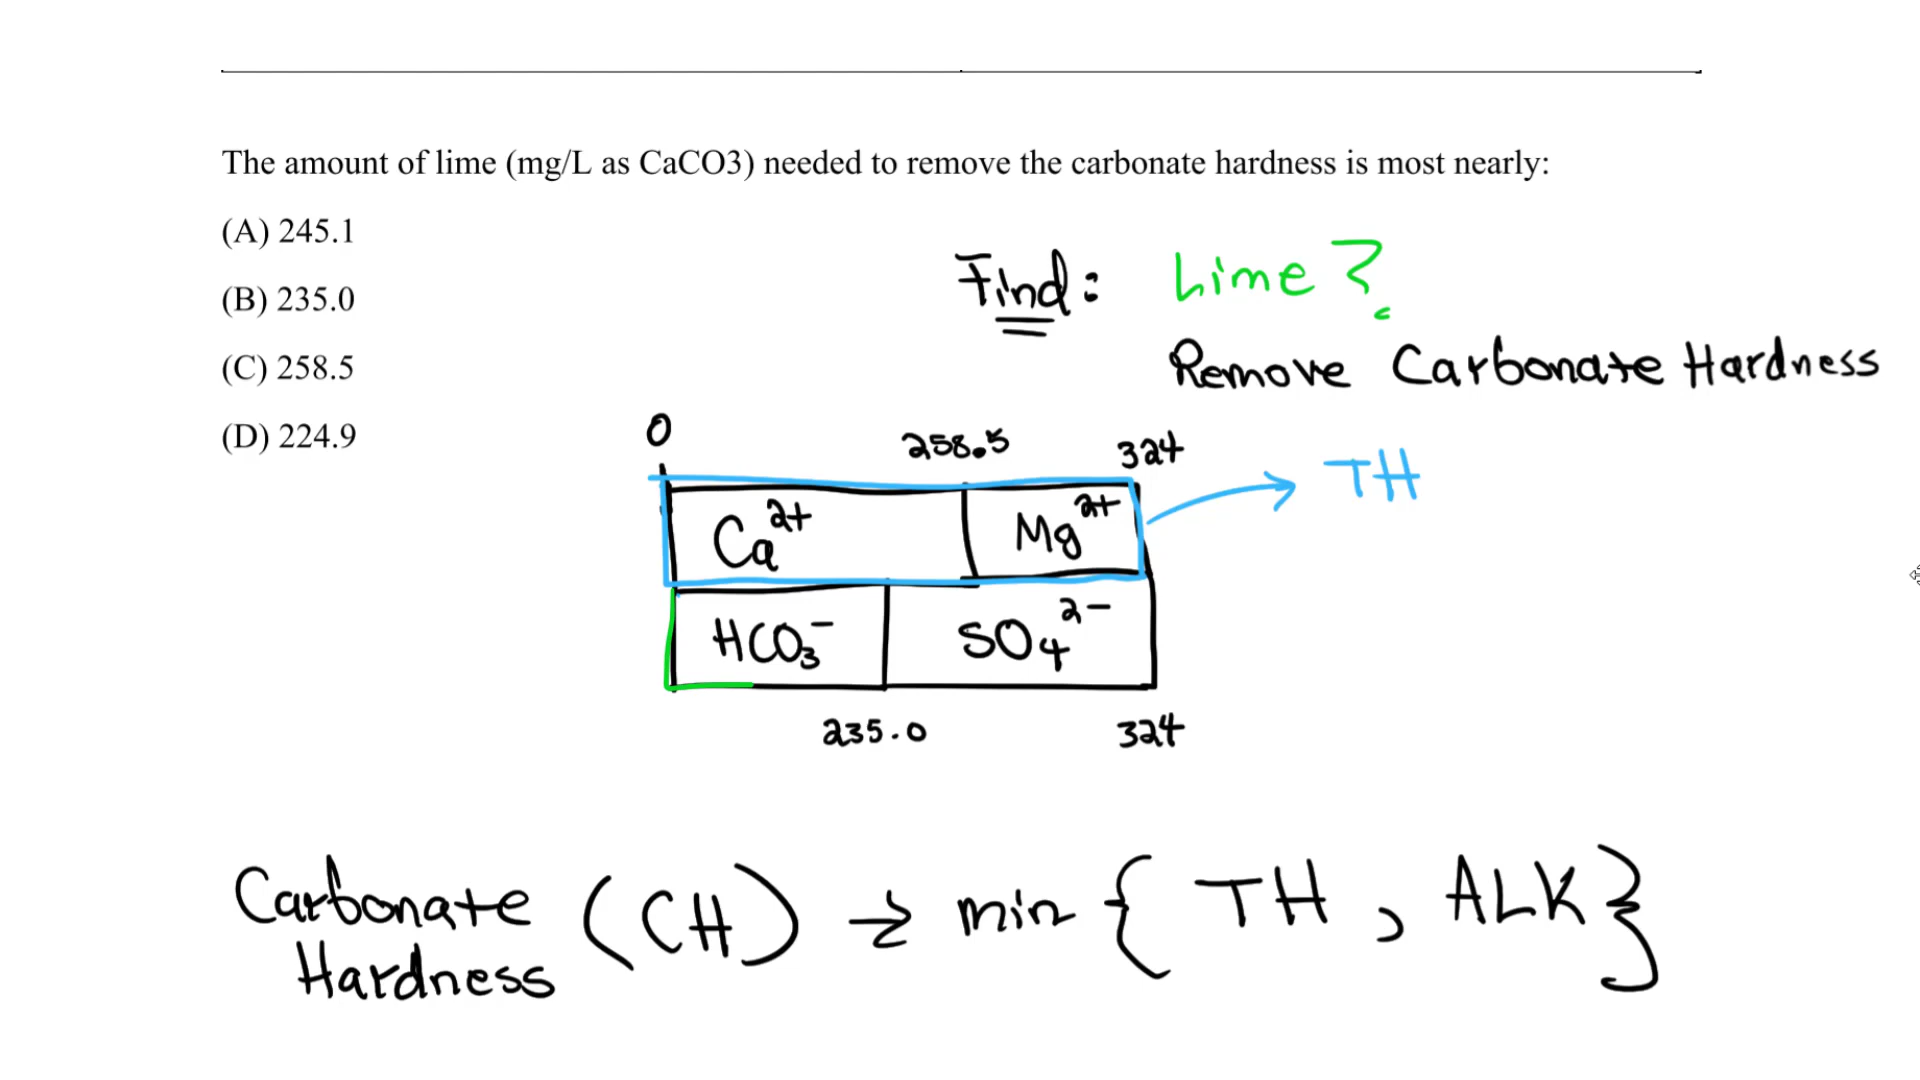 The amount of lime (mg/L as CaCO3) needed to remove the carbonate hardness is most nearly:
(A) 245.1
(B) 235.0
(C) 258.5
(D) 224.9
Find: Lime?
Remove Carbonate Hardness
0 258.5 324
TH
Ca²⁺ Mg²⁺
HCO₃⁻ SO₄²⁻
235.0 324
Carbonate Hardness (CH) → min { TH , ALK }